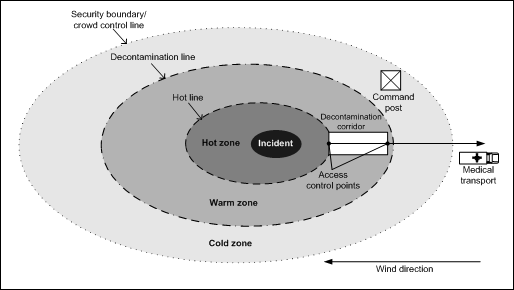 Security boundary/
crowd control line
Decontamination line
Hot line
Command
post
Decontamination
corridor
Hot zone
Incident
Access
control points
Medical
transport
Warm zone
Cold zone
Wind direction